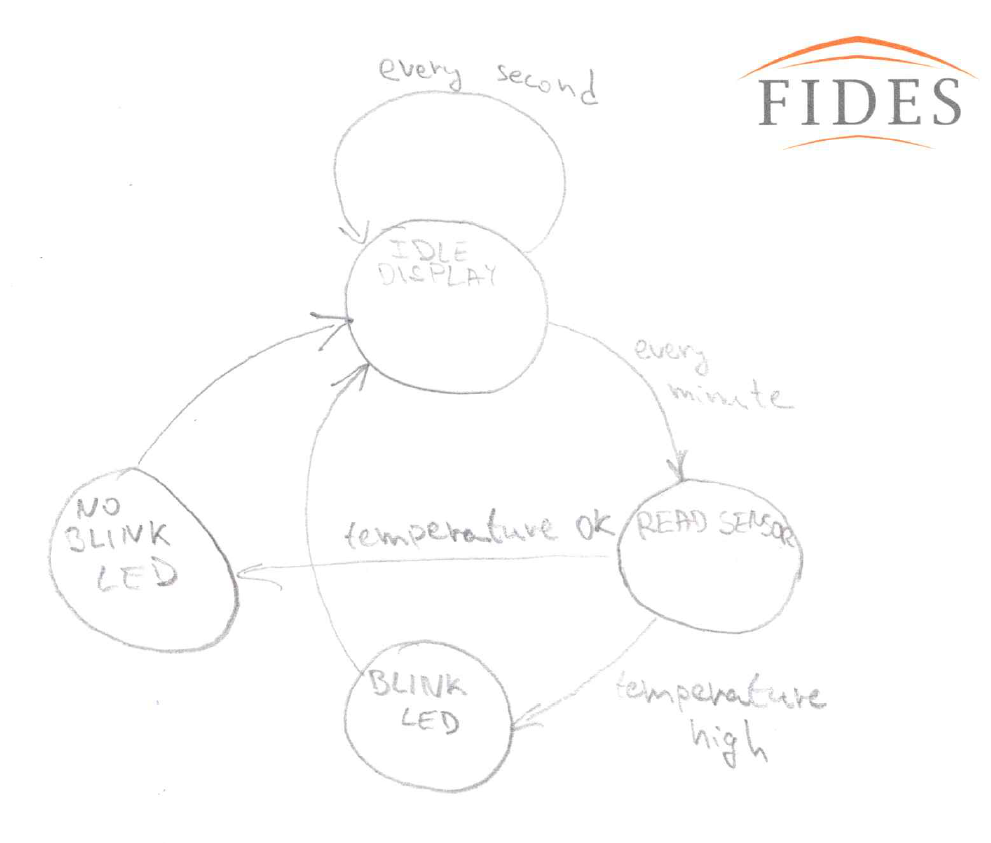 every second
FIDES
IDLE
DISPLAY
every
minute
NO
BLINK
LED
temperature ok
READ SENSOR
BLINK
LED
temperature
high